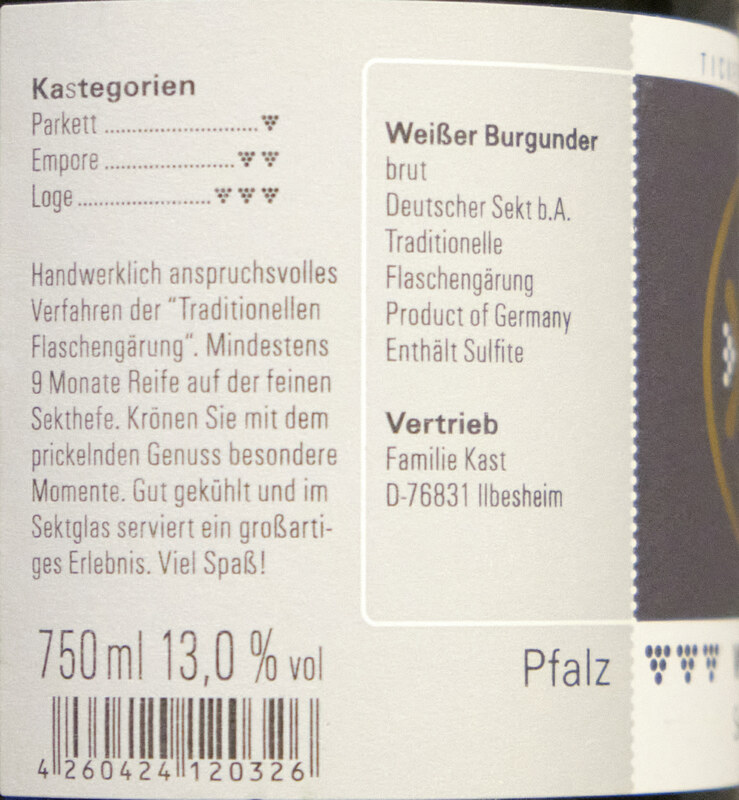 Kastegorien
Parkett
Empore
Loge
Handwerklich anspruchsvolles
Verfahren der "Traditionellen
Flaschengärung". Mindestens
9 Monate Reife auf der feinen
Sekthefe. Krönen Sie mit dem
prickelnden Genuss besondere
Momente. Gut gekühlt und im
Sektglas serviert ein großarti-
ges Erlebnis. Viel Spaß!
750 ml 13,0 % vol
4 260424 120326
Weißer Burgunder
brut
Deutscher Sekt b.A.
Traditionelle
Flaschengärung
Product of Germany
Enthält Sulfite
Vertrieb
Familie Kast
D-76831 Ilbesheim
Pfalz